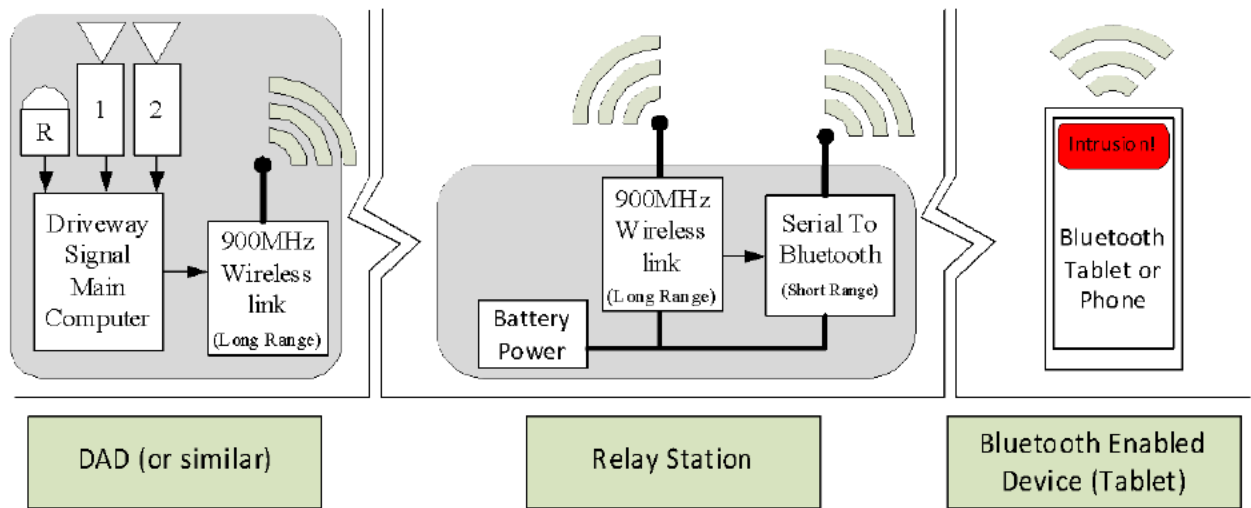 R
1
2
Driveway
Signal
Main
Computer
900MHz
Wireless
link
(Long Range)
Battery
Power
900MHz
Wireless
link
(Long Range)
Serial To
Bluetooth
(Short Range)
Intrusion!
Bluetooth
Tablet or
Phone
DAD (or similar)
Relay Station
Bluetooth Enabled
Device (Tablet)